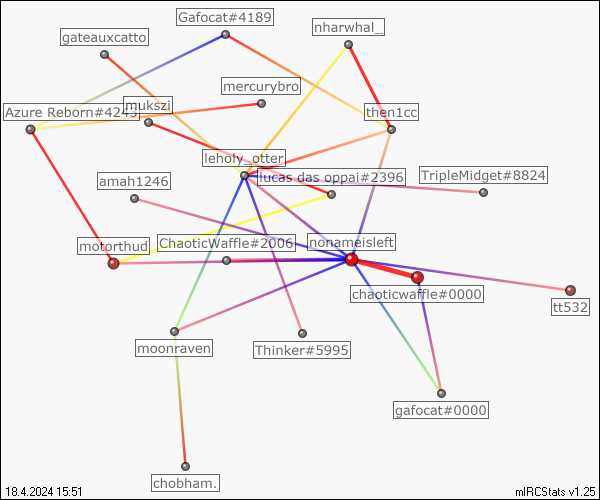 Gafocat#4189
nharwhal_
gateauxcatto
mercurybro
Azure Reborn#4243
mukszi
then1cc
leholy_otter
lucas das oppai#2396
TripleMidget#8824
amah1246
motorthud
ChaoticWaffle#2006
nonameisleft
chaoticwaffle#0000
tt532
moonraven
Thinker#5995
gafocat#0000
chobham.
18.4.2024 15:51
mIRCStats v1.25